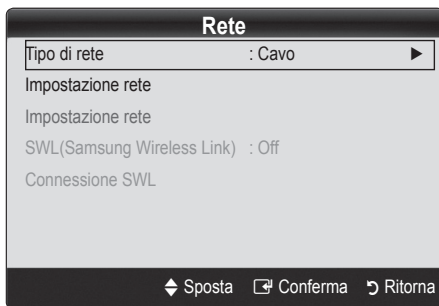 Rete
Tipo di rete : Cavo ►
Impostazione rete
Impostazione rete
SWL(Samsung Wireless Link) : Off
Connessione SWL
Sposta Conferma Ritorna